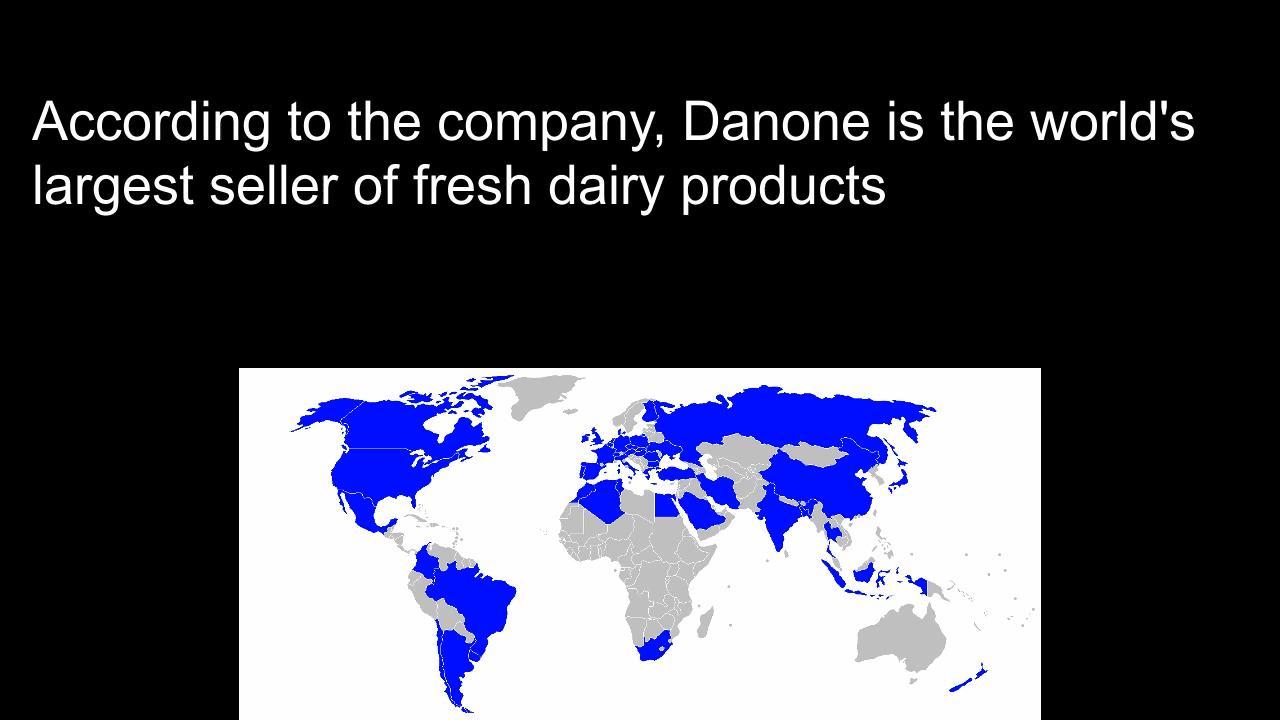 According to the company, Danone is the world's
largest seller of fresh dairy products